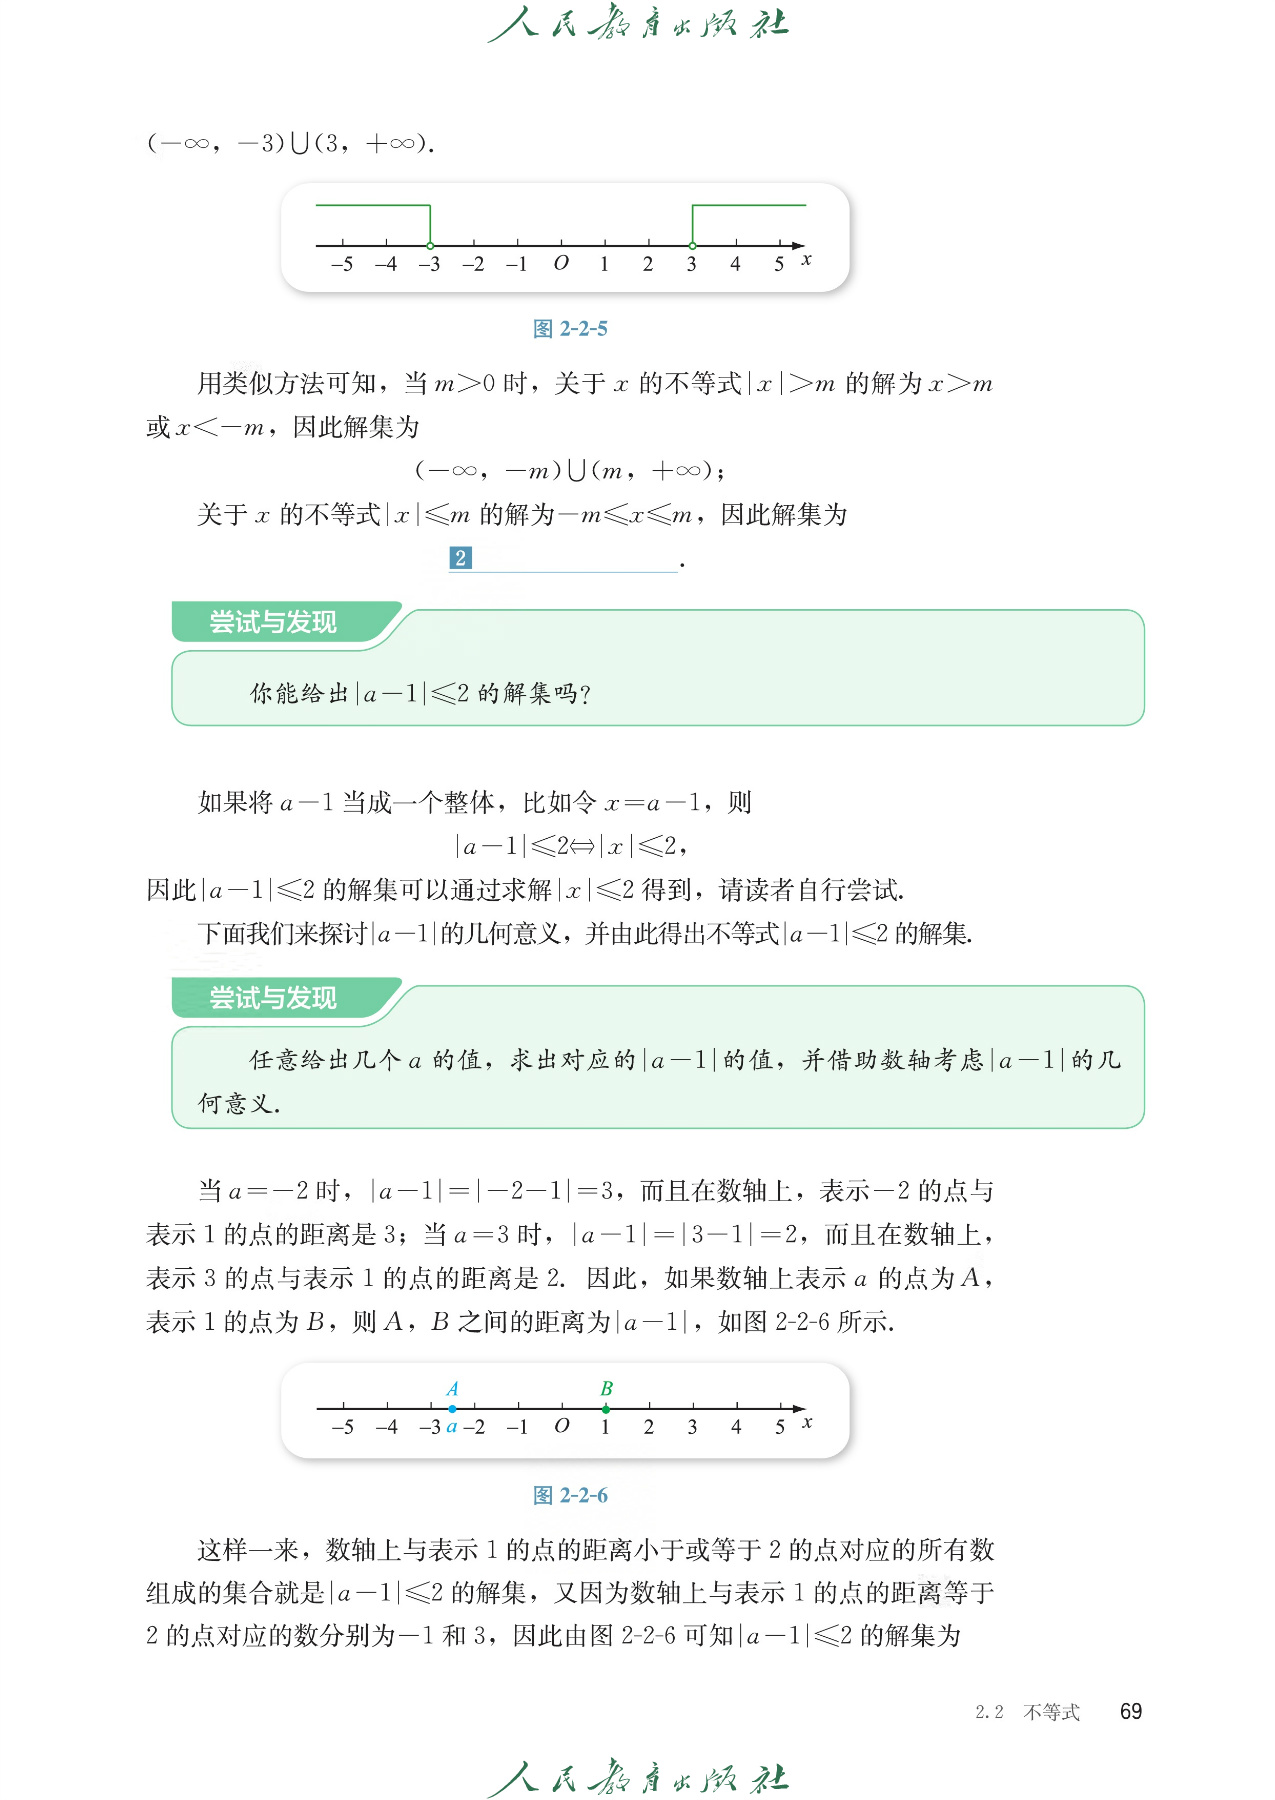 人民教育出版社
(－∞，－3)∪(3，＋∞).
－5 －4 －3 －2 －1 O 1 2 3 4 5 x
图 2-2-5
用类似方法可知，当 m＞0 时，关于 x 的不等式|x|＞m 的解为 x＞m
或 x＜－m，因此解集为
(－∞，－m)∪(m，＋∞)；
关于 x 的不等式|x|≤m 的解为－m≤x≤m，因此解集为
2 ________.
尝试与发现
你能给出|a－1|≤2 的解集吗?
如果将 a－1 当成一个整体，比如令 x＝a－1，则
|a－1|≤2⇔|x|≤2，
因此|a－1|≤2 的解集可以通过求解|x|≤2 得到，请读者自行尝试.
下面我们来探讨|a－1|的几何意义，并由此得出不等式|a－1|≤2 的解集.
尝试与发现
任意给出几个 a 的值，求出对应的|a－1|的值，并借助数轴考虑|a－1|的几
何意义.
当 a＝－2 时，|a－1|＝|－2－1|＝3，而且在数轴上，表示－2 的点与
表示 1 的点的距离是 3；当 a＝3 时，|a－1|＝|3－1|＝2，而且在数轴上，
表示 3 的点与表示 1 的点的距离是 2. 因此，如果数轴上表示 a 的点为 A，
表示 1 的点为 B，则 A，B 之间的距离为|a－1|，如图 2-2-6 所示.
A B
－5 －4 －3 a －2 －1 O 1 2 3 4 5 x
图 2-2-6
这样一来，数轴上与表示 1 的点的距离小于或等于 2 的点对应的所有数
组成的集合就是|a－1|≤2 的解集，又因为数轴上与表示 1 的点的距离等于
2 的点对应的数分别为－1 和 3，因此由图 2-2-6 可知|a－1|≤2 的解集为
2.2 不等式 69
人民教育出版社